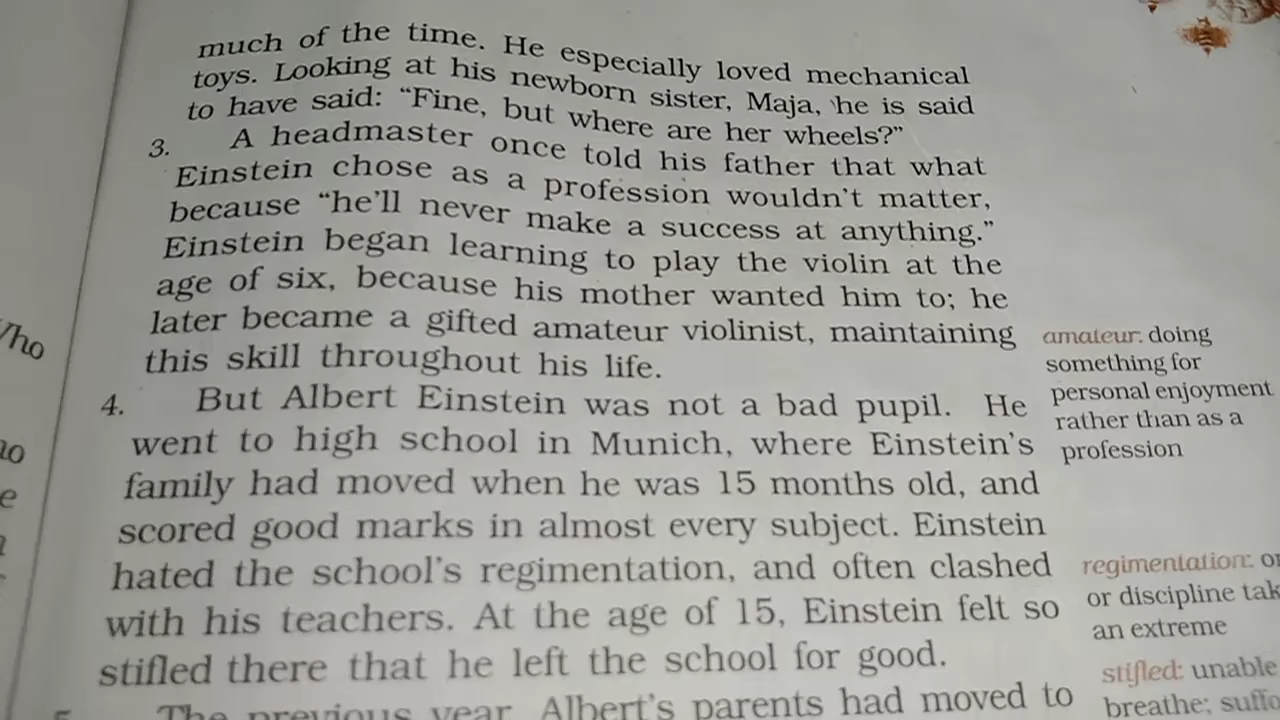 much of the time. He especially loved mechanical
toys. Looking at his newborn sister, Maja, he is said
to have said: “Fine, but where are her wheels?”
3. A headmaster once told his father that what
Einstein chose as a profession wouldn’t matter,
because “he’ll never make a success at anything.”
Einstein began learning to play the violin at the
age of six, because his mother wanted him to; he
later became a gifted amateur violinist, maintaining
this skill throughout his life.
amateur: doing
something for
personal enjoyment
rather than as a
profession
4. But Albert Einstein was not a bad pupil. He
went to high school in Munich, where Einstein’s
family had moved when he was 15 months old, and
scored good marks in almost every subject. Einstein
hated the school’s regimentation, and often clashed
with his teachers. At the age of 15, Einstein felt so
stifled there that he left the school for good.
regimentation:
or discipline
an extreme
stifled: unable
breathe;
The previous year, Albert’s parents had moved to